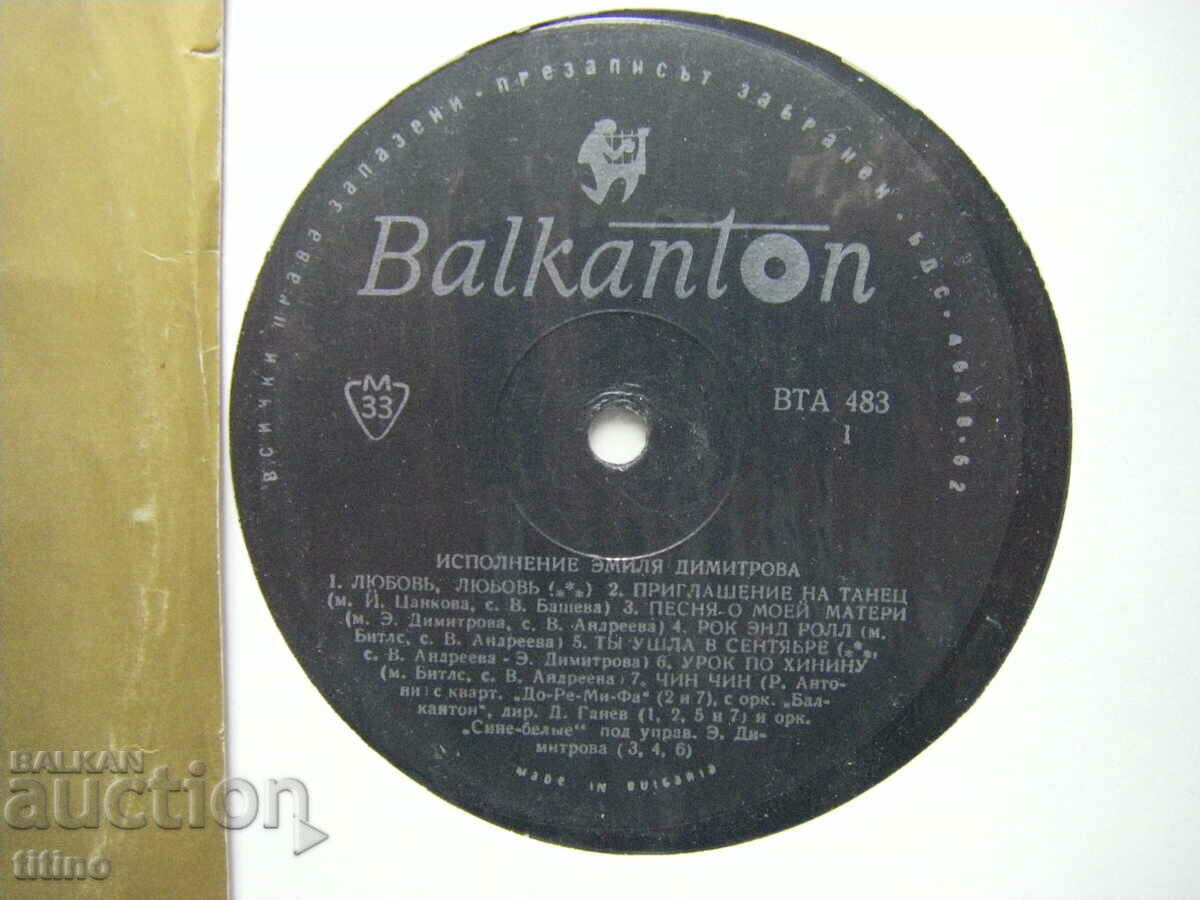 ВСИЧКИ ПРАВА ЗАПАЗЕНИ · ПРЕЗАПИСЪТ ЗАБРАНЕН · БДС · 46 48 · 62
Balkanton
М
33
ВТА 483
1
ИСПОЛНЕНИЕ ЭМИЛЯ ДИМИТРОВА
1. ЛЮБОВЬ, ЛЮБОВЬ (***) 2. ПРИГЛАШЕНИЕ НА ТАНЕЦ
(м. Й. Цанкова, с. В. Башева) 3. ПЕСНЯ О МОЕЙ МАТЕРИ
(м. Э. Димитрова, с. В. Андреева) 4. РОК ЭНД РОЛЛ (м.
Битлс, с. В. Андреева) 5. ТЫ УШЛА В СЕНТЯБРЕ (***,
с. В. Андреева - Э. Димитрова) 6. УРОК ПО ХИНИНУ
(м. Битлс, с. В. Андреева) 7. ЧИН ЧИН (Р. Анто-
они) с кварт. „До-Ре-Ми-Фа" (2 и 7), с орк. „Бал-
кантон", дир. Д. Ганев (1, 2, 5 и 7) и орк.
„Сине-белые" под управ. Э. Ди-
митрова (3, 4, 6)
MADE IN BULGARIA
BALKAN
auction
titino